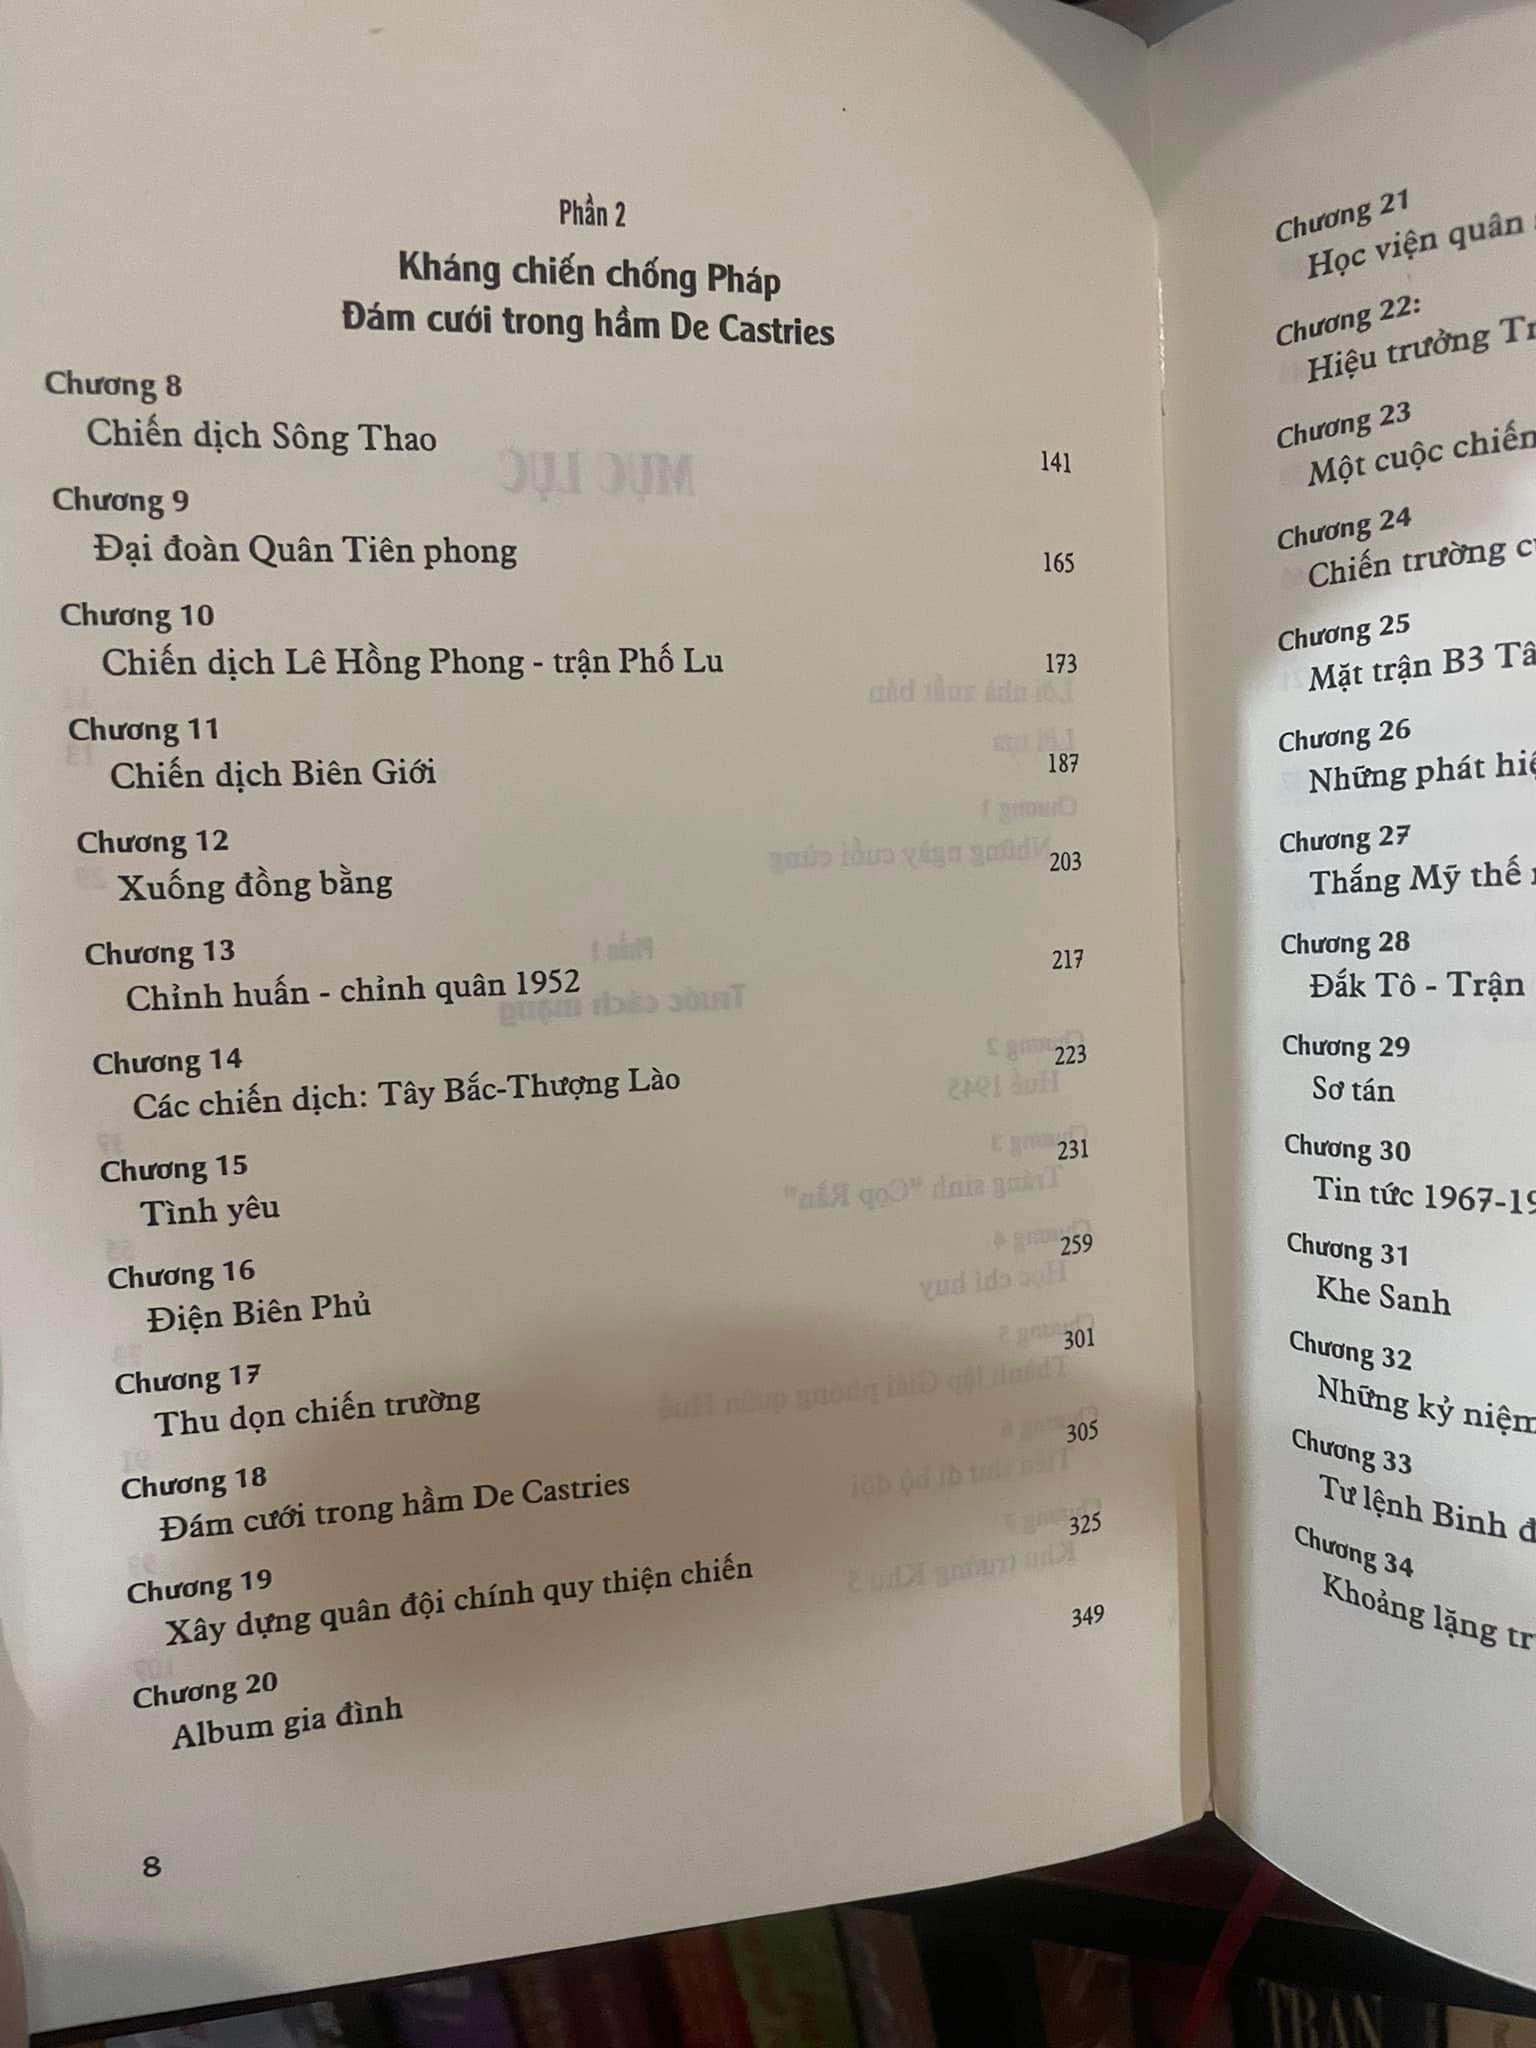 Phần 2
Kháng chiến chống Pháp
Đám cưới trong hầm De Castries
Chương 8
Chiến dịch Sông Thao 141
Chương 9
Đại đoàn Quân Tiên phong 165
Chương 10
Chiến dịch Lê Hồng Phong - trận Phố Lu 173
Chương 11
Chiến dịch Biên Giới 187
Chương 12
Xuống đồng bằng 203
Chương 13
Chỉnh huấn - chỉnh quân 1952 217
Chương 14
Các chiến dịch: Tây Bắc-Thượng Lào 223
Chương 15
Tình yêu 231
Chương 16
Điện Biên Phủ 259
Chương 17
Thu dọn chiến trường 301
Chương 18
Đám cưới trong hầm De Castries 305
Chương 19
Xây dựng quân đội chính quy thiện chiến 325
Chương 20
Album gia đình 349
8
Chương 21
Học viện quân
Chương 22:
Hiệu trưởng
Chương 23
Một cuộc chiến
Chương 24
Chiến trường
Chương 25
Mặt trận B3
Chương 26
Những phát
Chương 27
Thắng Mỹ thế
Chương 28
Đắk Tô - Trận
Chương 29
Sơ tán
Chương 30
Tin tức 1967-
Chương 31
Khe Sanh
Chương 32
Những kỷ niệm
Chương 33
Tư lệnh Binh
Chương 34
Khoảng lặng
TRAN